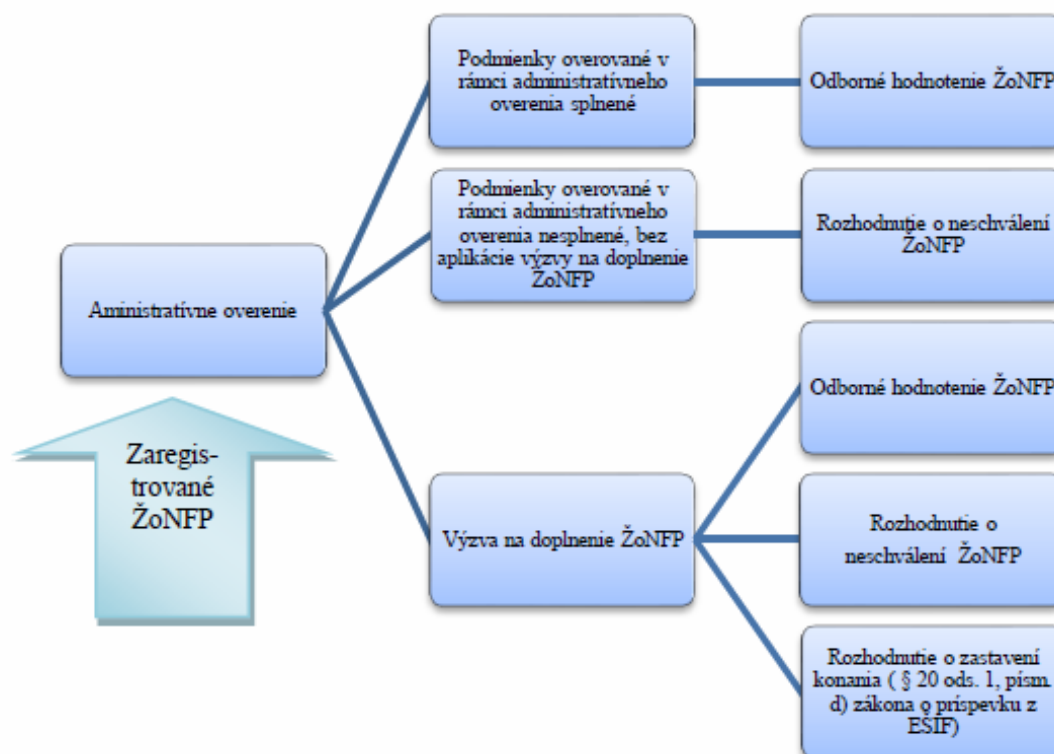 Podmienky overované v
rámci administratívneho
overenia splnené
Odborné hodnotenie ŽoNFP
Podmienky overované v
rámci administratívneho
overenia nesplnené, bez
aplikácie výzvy na doplnenie
ŽoNFP
Rozhodnutie o neschválení
ŽoNFP
Aministratívne overenie
Zaregis-
trované
ŽoNFP
Výzva na doplnenie ŽoNFP
Odborné hodnotenie ŽoNFP
Rozhodnutie o
neschválení ŽoNFP
Rozhodnutie o zastavení
konania ( § 20 ods. 1, písm.
d) zákona o príspevku z
EŠIF)